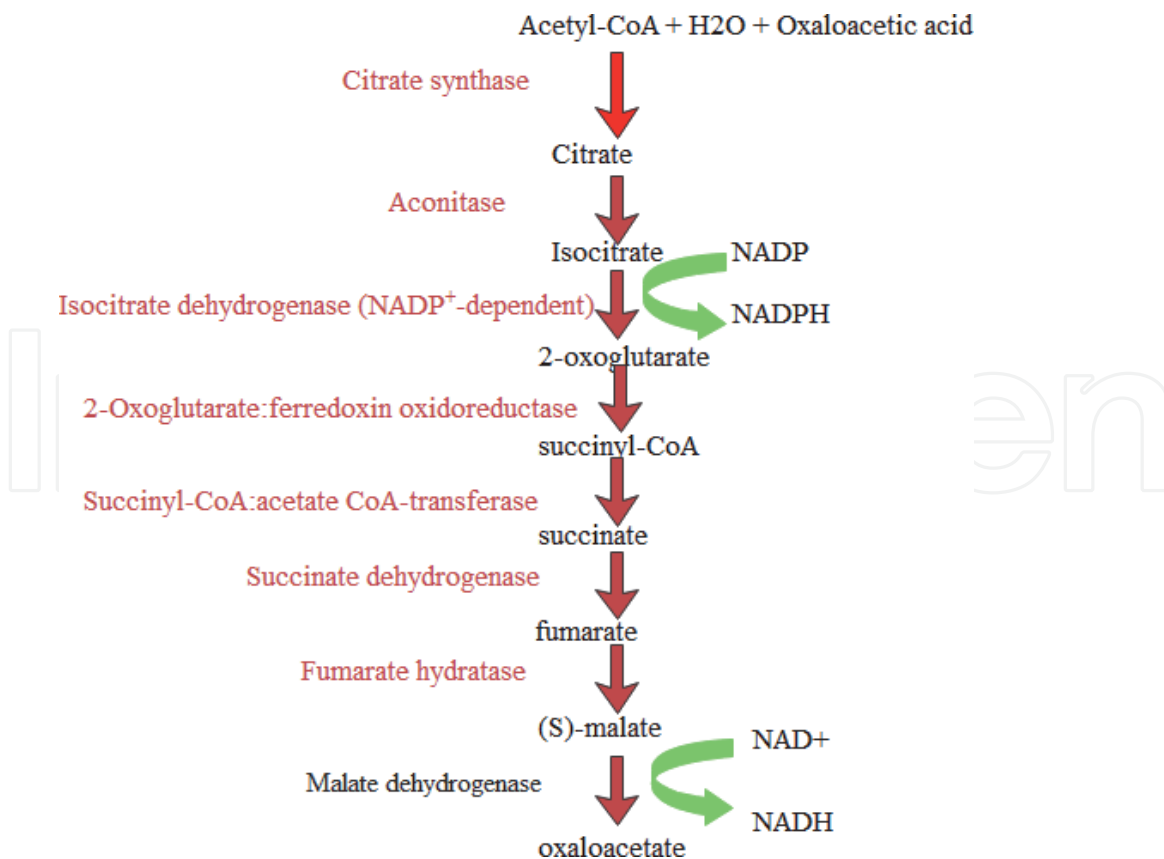 Acetyl-CoA + H2O + Oxaloacetic acid
Citrate synthase
Citrate
Aconitase
Isocitrate
NADP
Isocitrate dehydrogenase (NADP⁺-dependent)
NADPH
2-oxoglutarate
2-Oxoglutarate:ferredoxin oxidoreductase
succinyl-CoA
Succinyl-CoA:acetate CoA-transferase
succinate
Succinate dehydrogenase
fumarate
Fumarate hydratase
(S)-malate
NAD+
Malate dehydrogenase
NADH
oxaloacetate